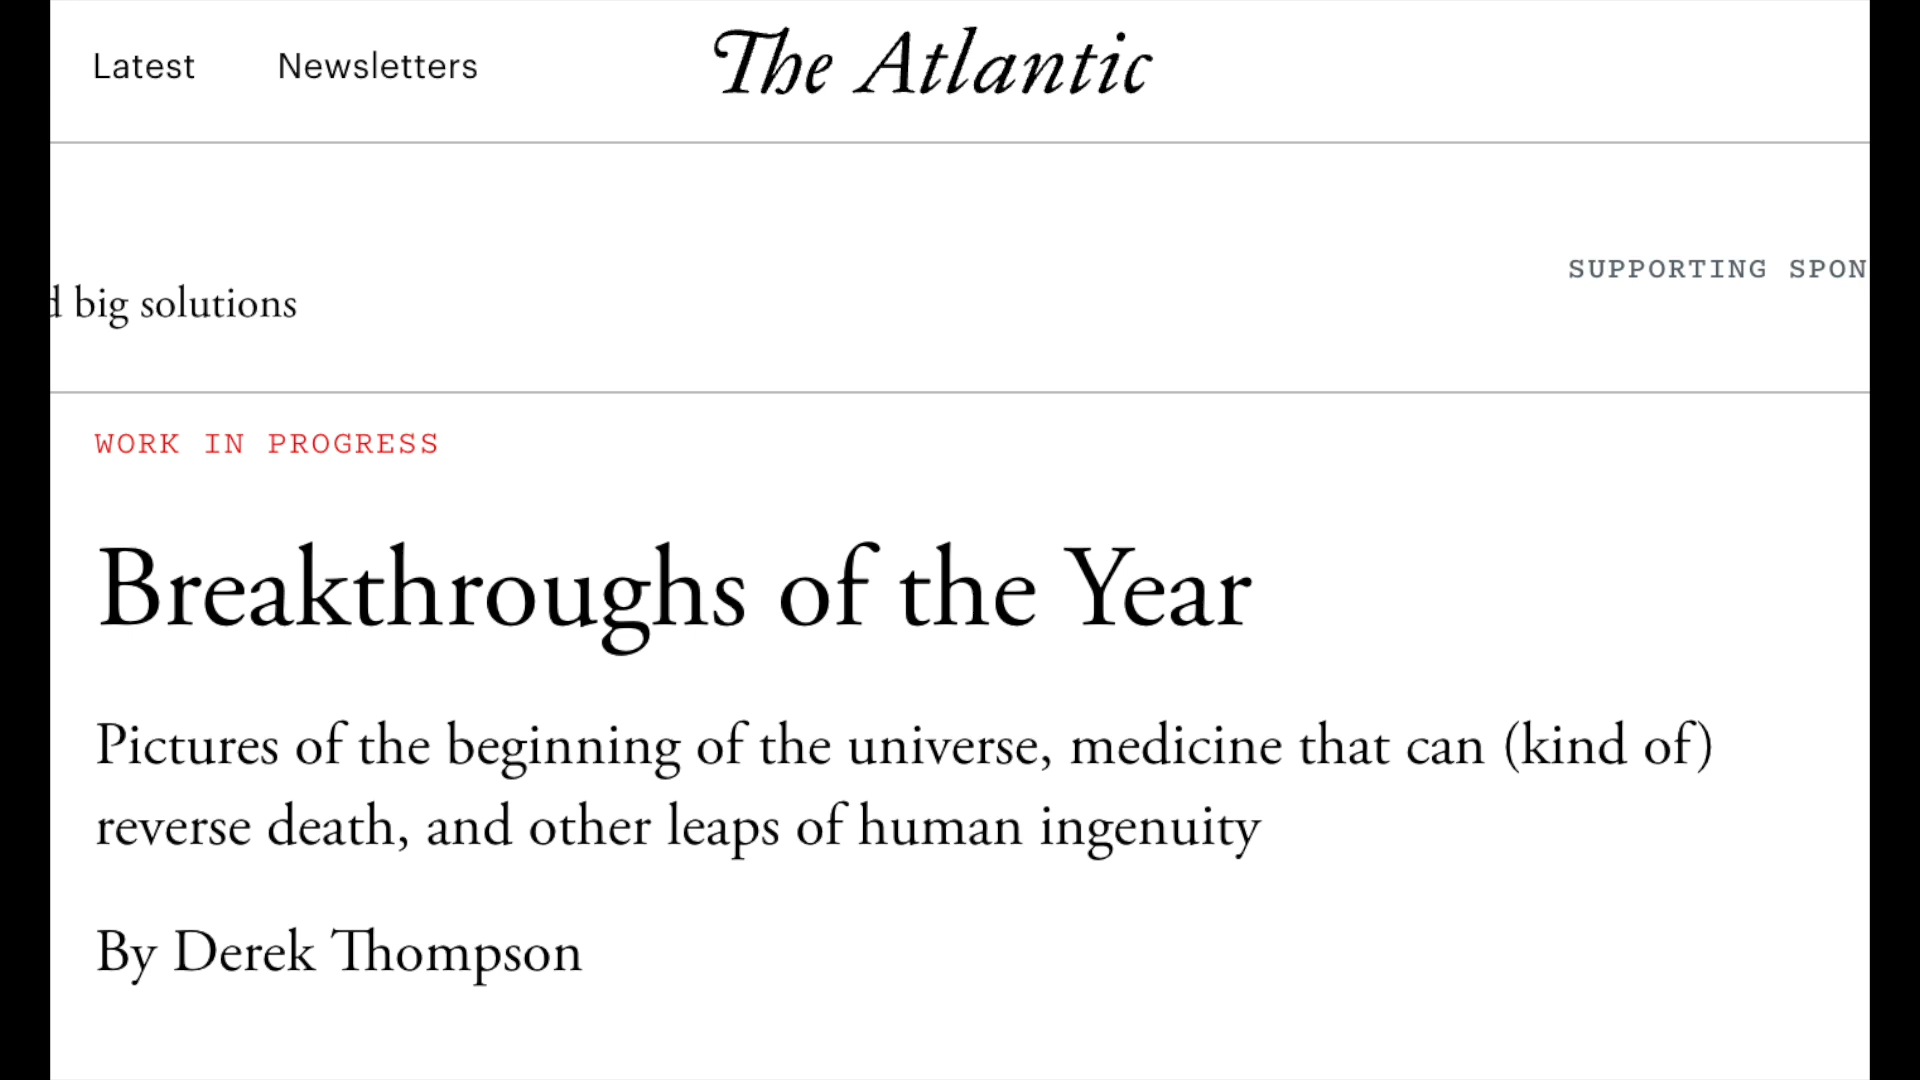 Latest Newsletters The Atlantic
SUPPORTING SPON
d big solutions
WORK IN PROGRESS
Breakthroughs of the Year
Pictures of the beginning of the universe, medicine that can (kind of)
reverse death, and other leaps of human ingenuity
By Derek Thompson